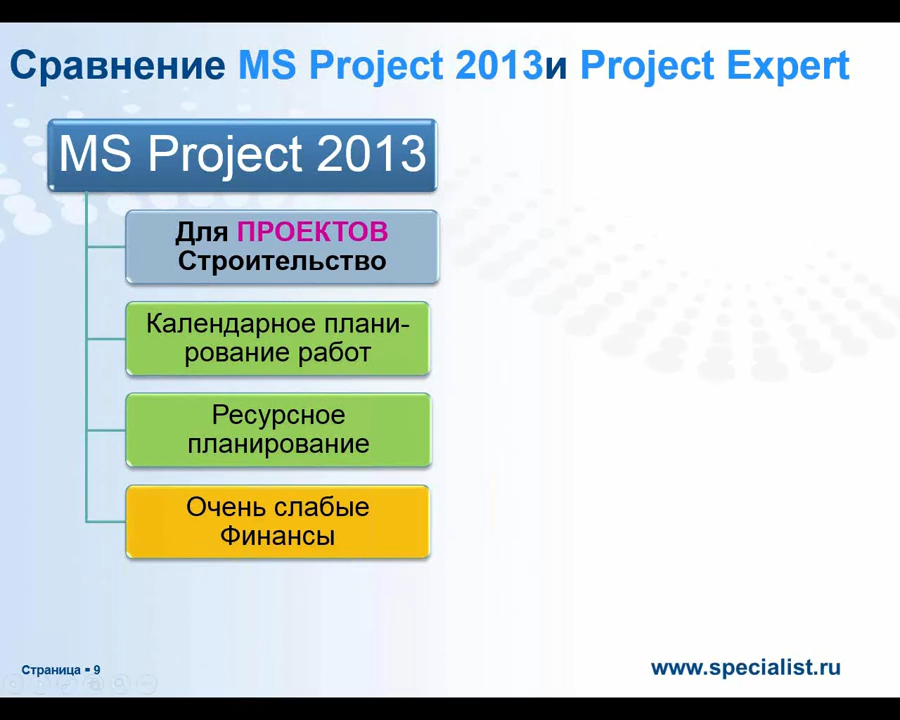 Сравнение MS Project 2013и Project Expert
MS Project 2013
Для ПРОЕКТОВ
Строительство
Календарное плани-
рование работ
Ресурсное
планирование
Очень слабые
Финансы
Страница ▪ 9
www.specialist.ru